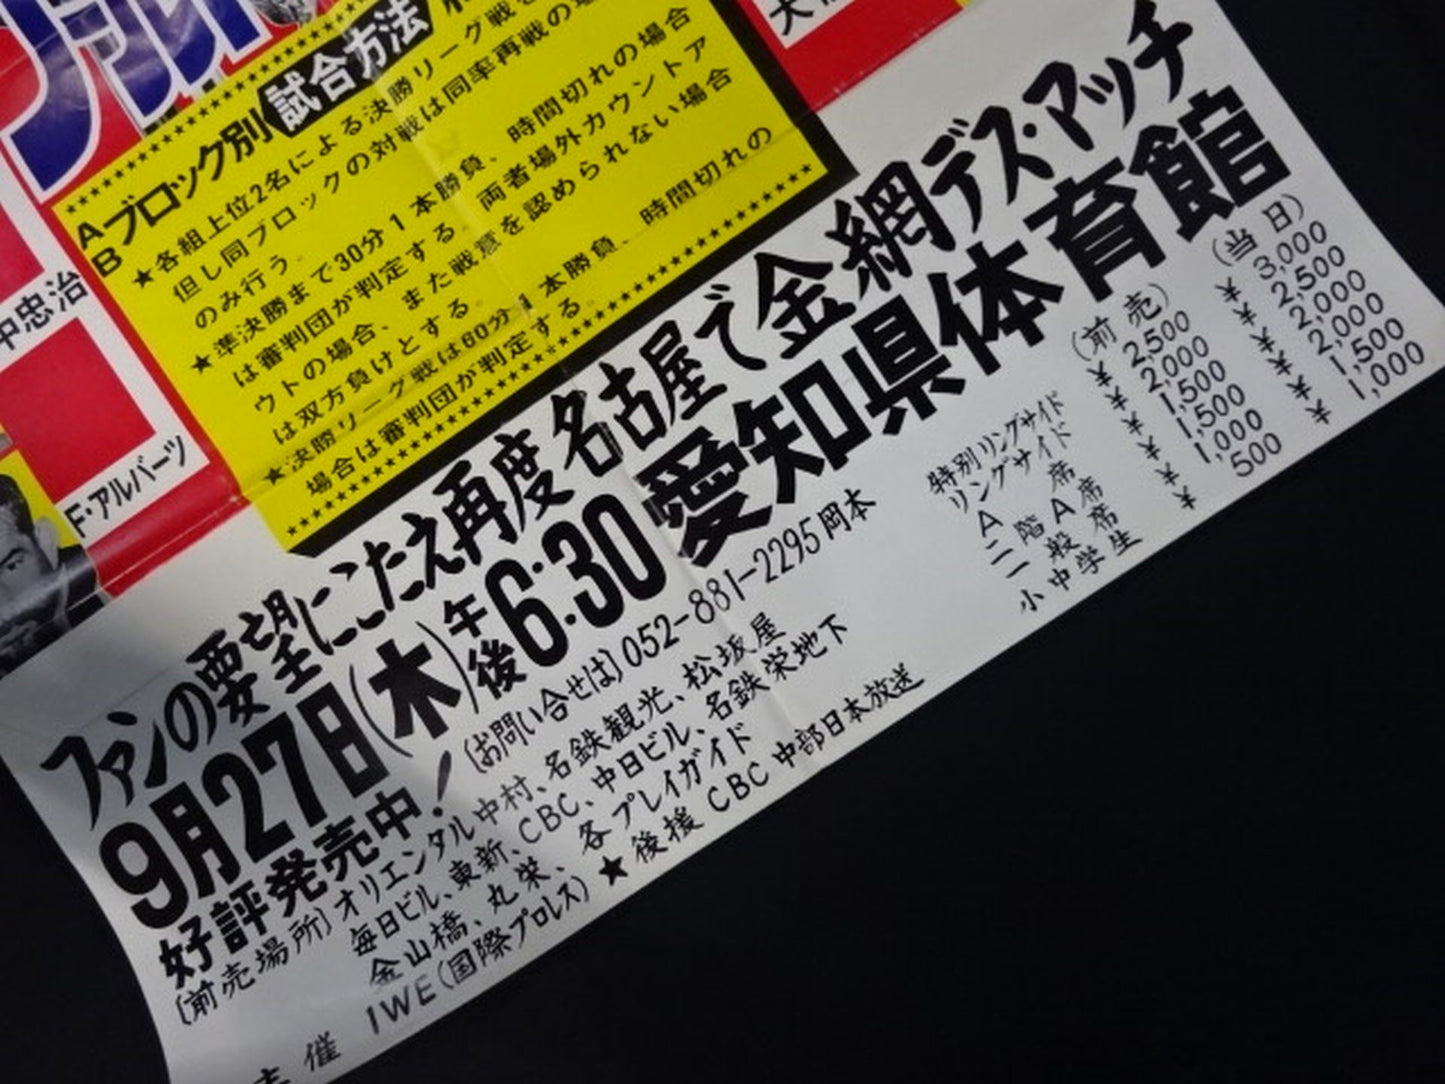 試合方法
Aブロック別
B
★各組上位2名による決勝リーグ戦を
但し同ブロックの対戦は同率再戦の場
のみ行う。
★準決勝まで30分1本勝負、時間切れの場合
は審判団が判定する、両者場外カウントア
ウトの場合、また戦意を認められない場合
は双方負けとする。
★決勝リーグ戦は60分1本勝負、時間切れの
場合は審判団が判定する。
中忠治
F・アルバーツ
ファンの要望にこたえ再度名古屋で金網デス・マッチ
9月27日(木)午後6・30愛知県体育館
好評発売中!
(お問い合せは)052-881-2295岡本
(前売場所)オリエンタル中村、名鉄観光、松坂屋
毎日ビル、東新、CBC、中日ビル、名鉄栄地下
金山橋、丸栄、各プレイガイド
主催 IWE(国際プロレス)★後援 CBC 中部日本放送
(前売) (当日)
特別リングサイド ¥2,500 ¥3,000
リングサイド ¥2,000 ¥2,500
A席 ¥1,500 ¥2,000
二階A席 ¥1,500 ¥2,000
一般席 ¥1,000 ¥1,500
小中学生 ¥500 ¥1,000